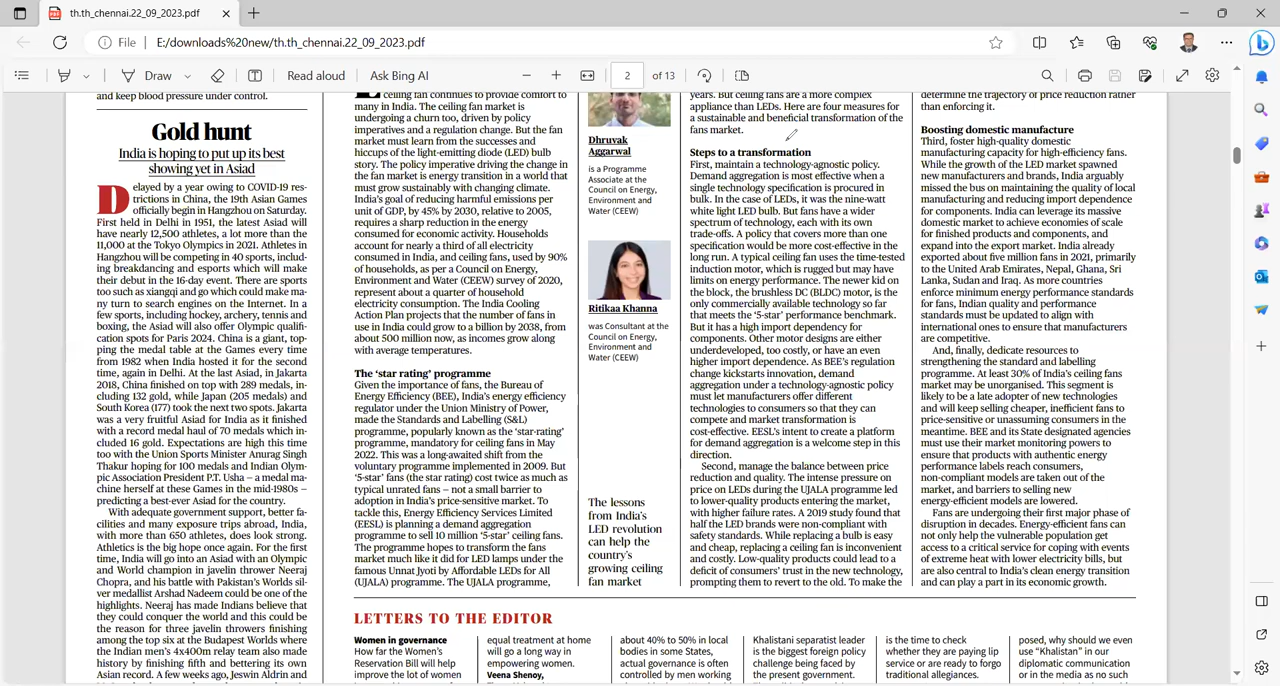 th.th_chennai.22_09_2023.pdf
File
E:/downloads%20new/th.th_chennai.22_09_2023.pdf
Draw
Read aloud
Ask Bing AI
2
of 13
and keep blood pressure under control.
Gold hunt
India is hoping to put up its best
showing yet in Asiad
Delayed by a year owing to COVID-19 res-
trictions in China, the 19th Asian Games
officially begin in Hangzhou on Saturday.
First held in Delhi in 1951, the latest Asiad will
have nearly 12,500 athletes, a lot more than the
11,000 at the Tokyo Olympics in 2021. Athletes in
Hangzhou will be competing in 40 sports, includ-
ing breakdancing and esports which will make
their debut in the 16-day event. There are sports
too such as xiangqi and go which could make ma-
ny turn to search engines on the Internet. In a
few sports, including hockey, archery, tennis and
boxing, the Asiad will also offer Olympic qualifi-
cation spots for Paris 2024. China is a giant, top-
ping the medal table at the Games every time
from 1982 when India hosted it for the second
time, again in Delhi. At the last Asiad, in Jakarta
2018, China finished on top with 289 medals, in-
cluding 132 gold, while Japan (205 medals) and
South Korea (177) took the next two spots. Jakarta
was a very fruitful Asiad for India as it finished
with a record medal haul of 70 medals which in-
cluded 16 gold. Expectations are high this time
too with the Union Sports Minister Anurag Singh
Thakur hoping for 100 medals and Indian Olym-
pic Association President P.T. Usha – a medal ma-
chine herself at these Games in the mid-1980s –
predicting a best-ever Asiad for the country.
With adequate government support, better fa-
cilities and many exposure trips abroad, India,
with more than 650 athletes, does look strong.
Athletics is the big hope once again. For the first
time, India will go into an Asiad with an Olympic
and World champion in javelin thrower Neeraj
Chopra, and his battle with Pakistan's Worlds sil-
ver medallist Arshad Nadeem could be one of the
highlights. Neeraj has made Indians believe that
they could conquer the world and this could be
the reason for three javelin throwers finishing
among the top six at the Budapest Worlds where
the Indian men's 4x400m relay team also made
history by finishing fifth and bettering its own
Asian record. A few weeks ago, Jeswin Aldrin and
ceiling fan continues to provide comfort to
many in India. The ceiling fan market is
undergoing a churn too, driven by policy
imperatives and a regulation change. But the fan
market must learn from the successes and
hiccups of the light-emitting diode (LED) bulb
story. The policy imperative driving the change in
the fan market is energy transition in a world that
must grow sustainably with changing climate.
India's goal of reducing harmful emissions per
unit of GDP, by 45% by 2030, relative to 2005,
requires a sharp reduction in the energy
consumed for economic activity. Households
account for nearly a third of all electricity
consumed in India, and ceiling fans, used by 90%
of households, as per a Council on Energy,
Environment and Water (CEEW) survey of 2020,
represent about a quarter of household
electricity consumption. The India Cooling
Action Plan projects that the number of fans in
use in India could grow to a billion by 2038, from
about 500 million now, as incomes grow along
with average temperatures.
The 'star rating' programme
Given the importance of fans, the Bureau of
Energy Efficiency (BEE), India's energy efficiency
regulator under the Union Ministry of Power,
made the Standards and Labelling (S&L)
programme, popularly known as the 'star-rating'
programme, mandatory for ceiling fans in May
2022. This was a long-awaited shift from the
voluntary programme implemented in 2009. But
'5-star' fans (the star rating) cost twice as much as
typical unrated fans – not a small barrier to
adoption in India's price-sensitive market. To
tackle this, Energy Efficiency Services Limited
(EESL) is planning a demand aggregation
programme to sell 10 million '5-star' ceiling fans.
The programme hopes to transform the fans
market much like it did for LED lamps under the
famous Unnat Jyoti by Affordable LEDs for All
(UJALA) programme. The UJALA programme,
Dhruvak
Aggarwal
is a Programme
Associate at the
Council on Energy,
Environment and
Water (CEEW)
Ritikaa Khanna
was Consultant at the
Council on Energy,
Environment and
Water (CEEW)
The lessons
from India's
LED revolution
can help the
country's
growing ceiling
fan market
years. But ceiling fans are a more complex
appliance than LEDs. Here are four measures for
a sustainable and beneficial transformation of the
fans market.
Steps to a transformation
First, maintain a technology-agnostic policy.
Demand aggregation is most effective when a
single technology specification is procured in
bulk. In the case of LEDs, it was the nine-watt
white light LED bulb. But fans have a wider
spectrum of technology, each with its own
trade-offs. A policy that covers more than one
specification would be more cost-effective in the
long run. A typical ceiling fan uses the time-tested
induction motor, which is rugged but may have
limits on energy performance. The newer kid on
the block, the brushless DC (BLDC) motor, is the
only commercially available technology so far
that meets the '5-star' performance benchmark.
But it has a high import dependency for
components. Other motor designs are either
underdeveloped, too costly, or have an even
higher import dependence. As BEE's regulation
change kickstarts innovation, demand
aggregation under a technology-agnostic policy
must let manufacturers offer different
technologies to consumers so that they can
compete and market transformation is
cost-effective. EESL's intent to create a platform
for demand aggregation is a welcome step in this
direction.
Second, manage the balance between price
reduction and quality. The intense pressure on
price on LEDs during the UJALA programme led
to lower-quality products entering the market,
with higher failure rates. A 2019 study found that
half the LED brands were non-compliant with
safety standards. While replacing a bulb is easy
and cheap, replacing a ceiling fan is inconvenient
and costly. Low-quality products could lead to a
deficit of consumers' trust in the new technology,
prompting them to revert to the old. To make the
determine the trajectory of price reduction rather
than enforcing it.
Boosting domestic manufacture
Third, foster high-quality domestic
manufacturing capacity for high-efficiency fans.
While the growth of the LED market spawned
new manufacturers and brands, India arguably
missed the bus on maintaining the quality of local
manufacturing and reducing import dependence
for components. India can leverage its massive
domestic market to achieve economies of scale
for finished products and components, and
expand into the export market. India already
exported about five million fans in 2021, primarily
to the United Arab Emirates, Nepal, Ghana, Sri
Lanka, Sudan and Iraq. As more countries
enforce minimum energy performance standards
for fans, Indian quality and performance
standards must be updated to align with
international ones to ensure that manufacturers
are competitive.
And, finally, dedicate resources to
strengthening the standard and labelling
programme. At least 30% of India's ceiling fans
market may be unorganised. This segment is
likely to be a late adopter of new technologies
and will keep selling cheaper, inefficient fans to
price-sensitive or unassuming consumers in the
meantime. BEE and its State designated agencies
must use their market monitoring powers to
ensure that products with authentic energy
performance labels reach consumers,
non-compliant models are taken out of the
market, and barriers to selling new
energy-efficient models are lowered.
Fans are undergoing their first major phase of
disruption in decades. Energy-efficient fans can
not only help the vulnerable population get
access to a critical service for coping with events
of extreme heat with lower electricity bills, but
are also central to India's clean energy transition
and can play a part in its economic growth.
LETTERS TO THE EDITOR
Women in governance
How far the Women's
Reservation Bill will help
improve the lot of women
equal treatment at home
will go a long way in
empowering women.
Veena Shenoy,
about 40% to 50% in local
bodies in some States,
actual governance is often
controlled by men working
Khalistani separatist leader
is the biggest foreign policy
challenge being faced by
the present government.
is the time to check
whether they are paying lip
service or are ready to forgo
traditional allegiances.
posed, why should we even
use "Khalistan" in our
diplomatic communication
or in the media as no such